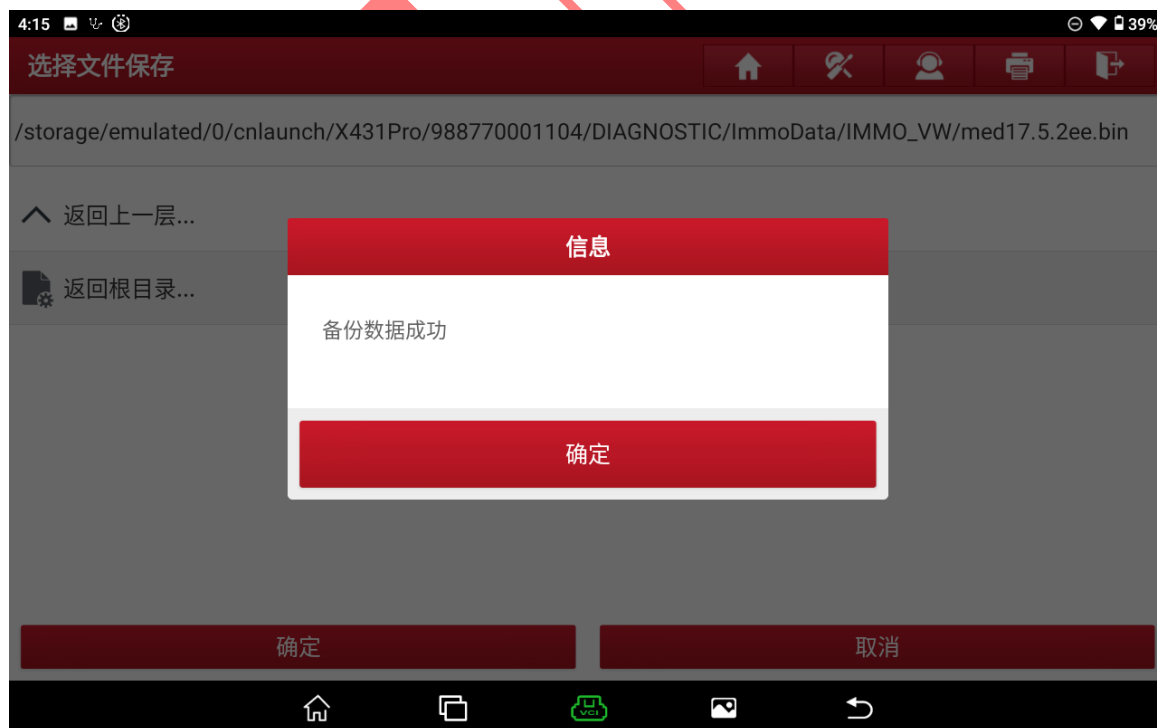 4:15
39%
选择文件保存
/storage/emulated/0/cnlaunch/X431Pro/988770001104/DIAGNOSTIC/ImmoData/IMMO_VW/med17.5.2ee.bin
返回上一层...
信息
返回根目录...
备份数据成功
确定
确定
取消
VCI